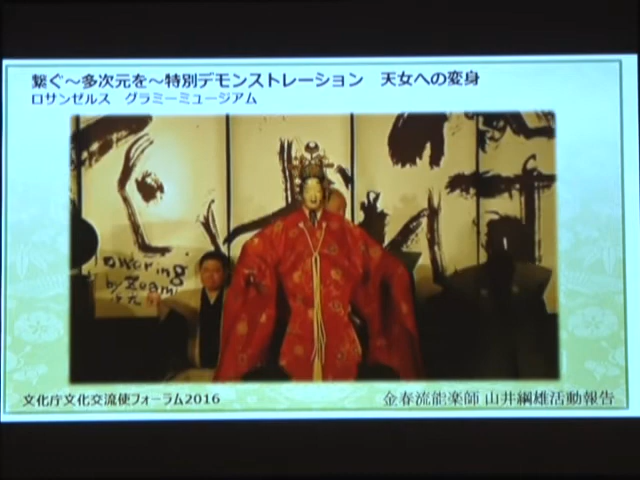 繋ぐ～多次元を～特別デモンストレーション　天女への変身
ロサンゼルス　グラミーミュージアム
Flowering
by Zeami
文化庁文化交流使フォーラム2016
金春流能楽師 山井綱雄活動報告